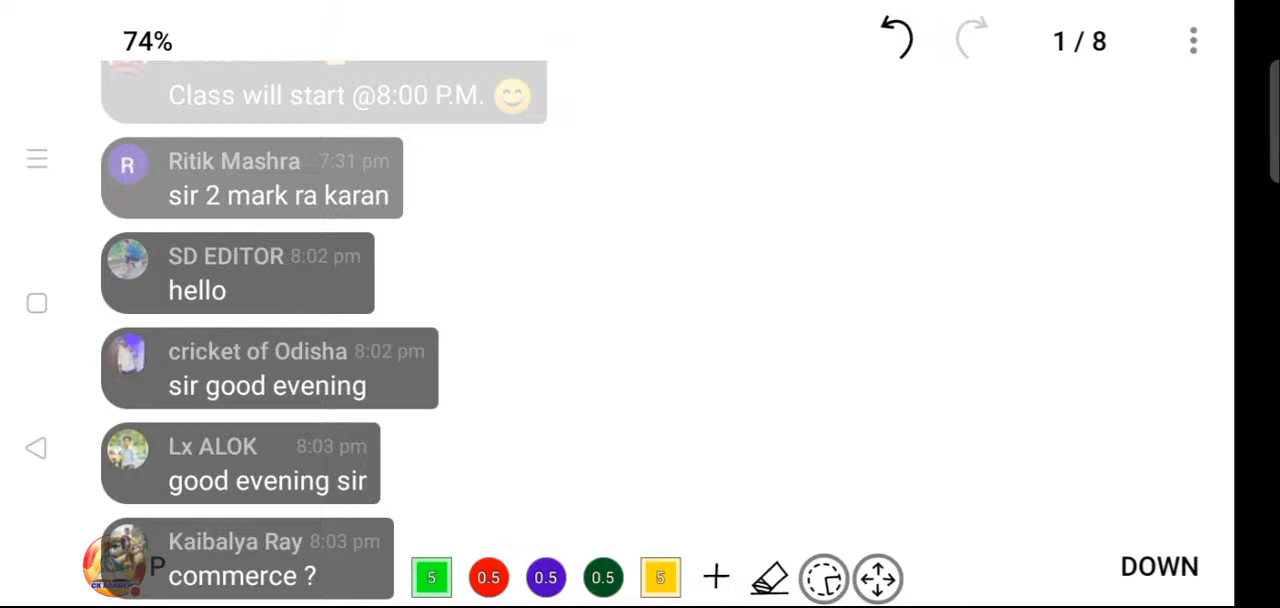 74%
1 / 8
Class will start @8:00 P.M. 😊
R
Ritik Mashra 7:31 pm
sir 2 mark ra karan
SD EDITOR 8:02 pm
hello
cricket of Odisha 8:02 pm
sir good evening
Lx ALOK 8:03 pm
good evening sir
Kaibalya Ray 8:03 pm
commerce ?
P
5
0.5
0.5
0.5
5
DOWN